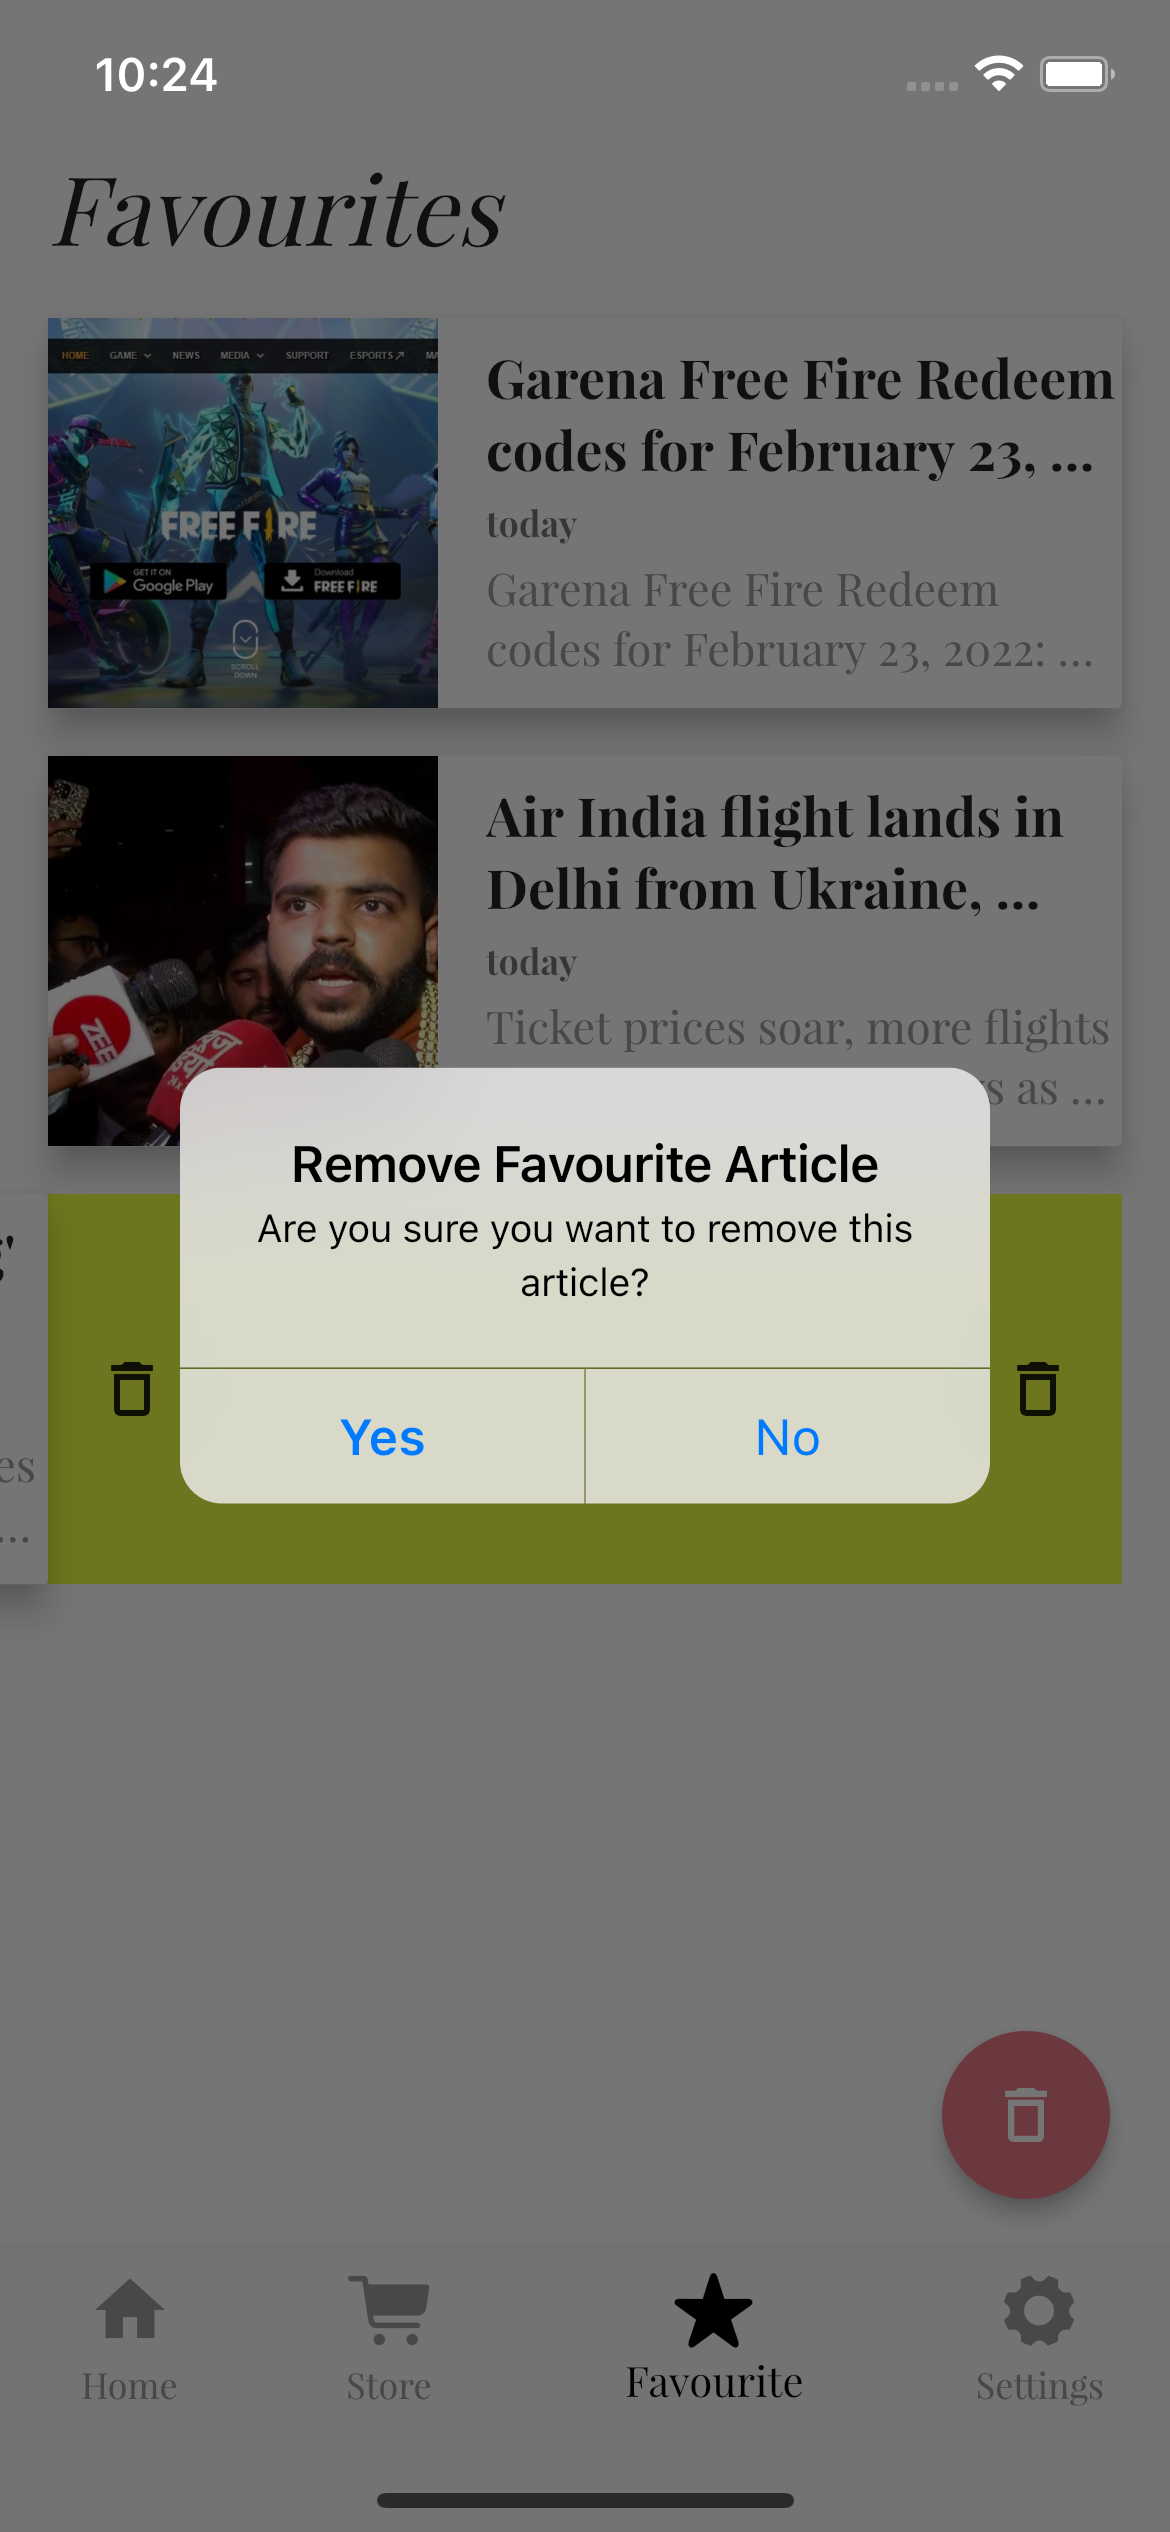 10:24
Favourites
HOME GAME NEWS MEDIA SUPPORT ESPORTS MA
FREE FIRE
GET IT ON
Google Play
Download
FREE FIRE
SCROLL
DOWN
Garena Free Fire Redeem
codes for February 23, ...
today
Garena Free Fire Redeem
codes for February 23, 2022: ...
ZEE
Air India flight lands in
Delhi from Ukraine, ...
today
Ticket prices soar, more flights
s as ...
Remove Favourite Article
Are you sure you want to remove this
article?
Yes No
es
...
Home Store Favourite Settings